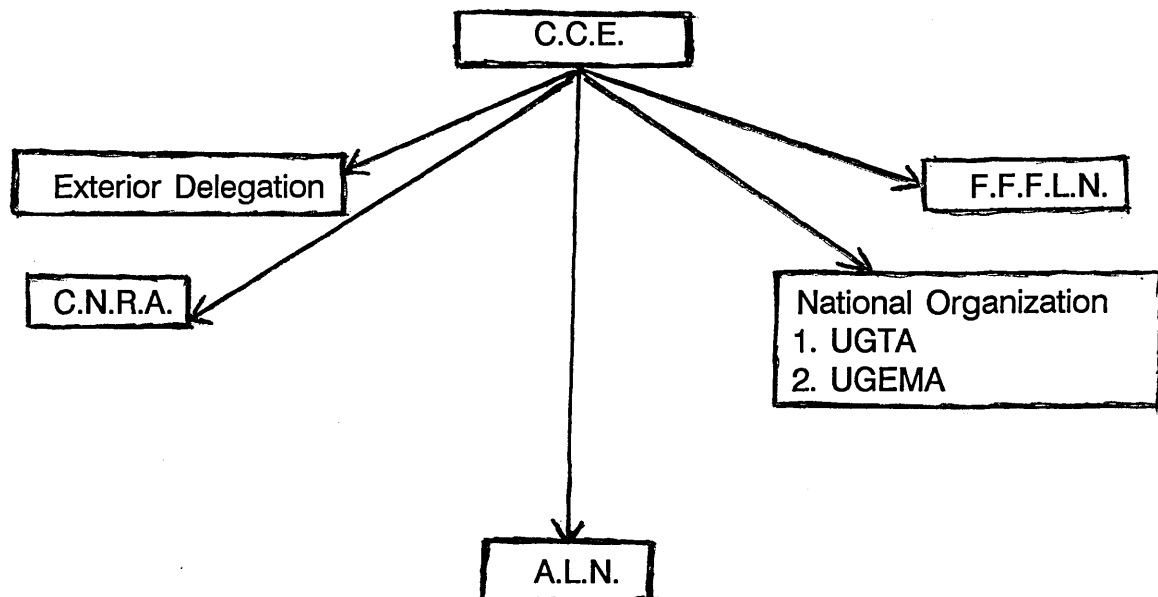 C.C.E.
Exterior Delegation
F.F.F.L.N.
C.N.R.A.
National Organization
1. UGTA
2. UGEMA
A.L.N.